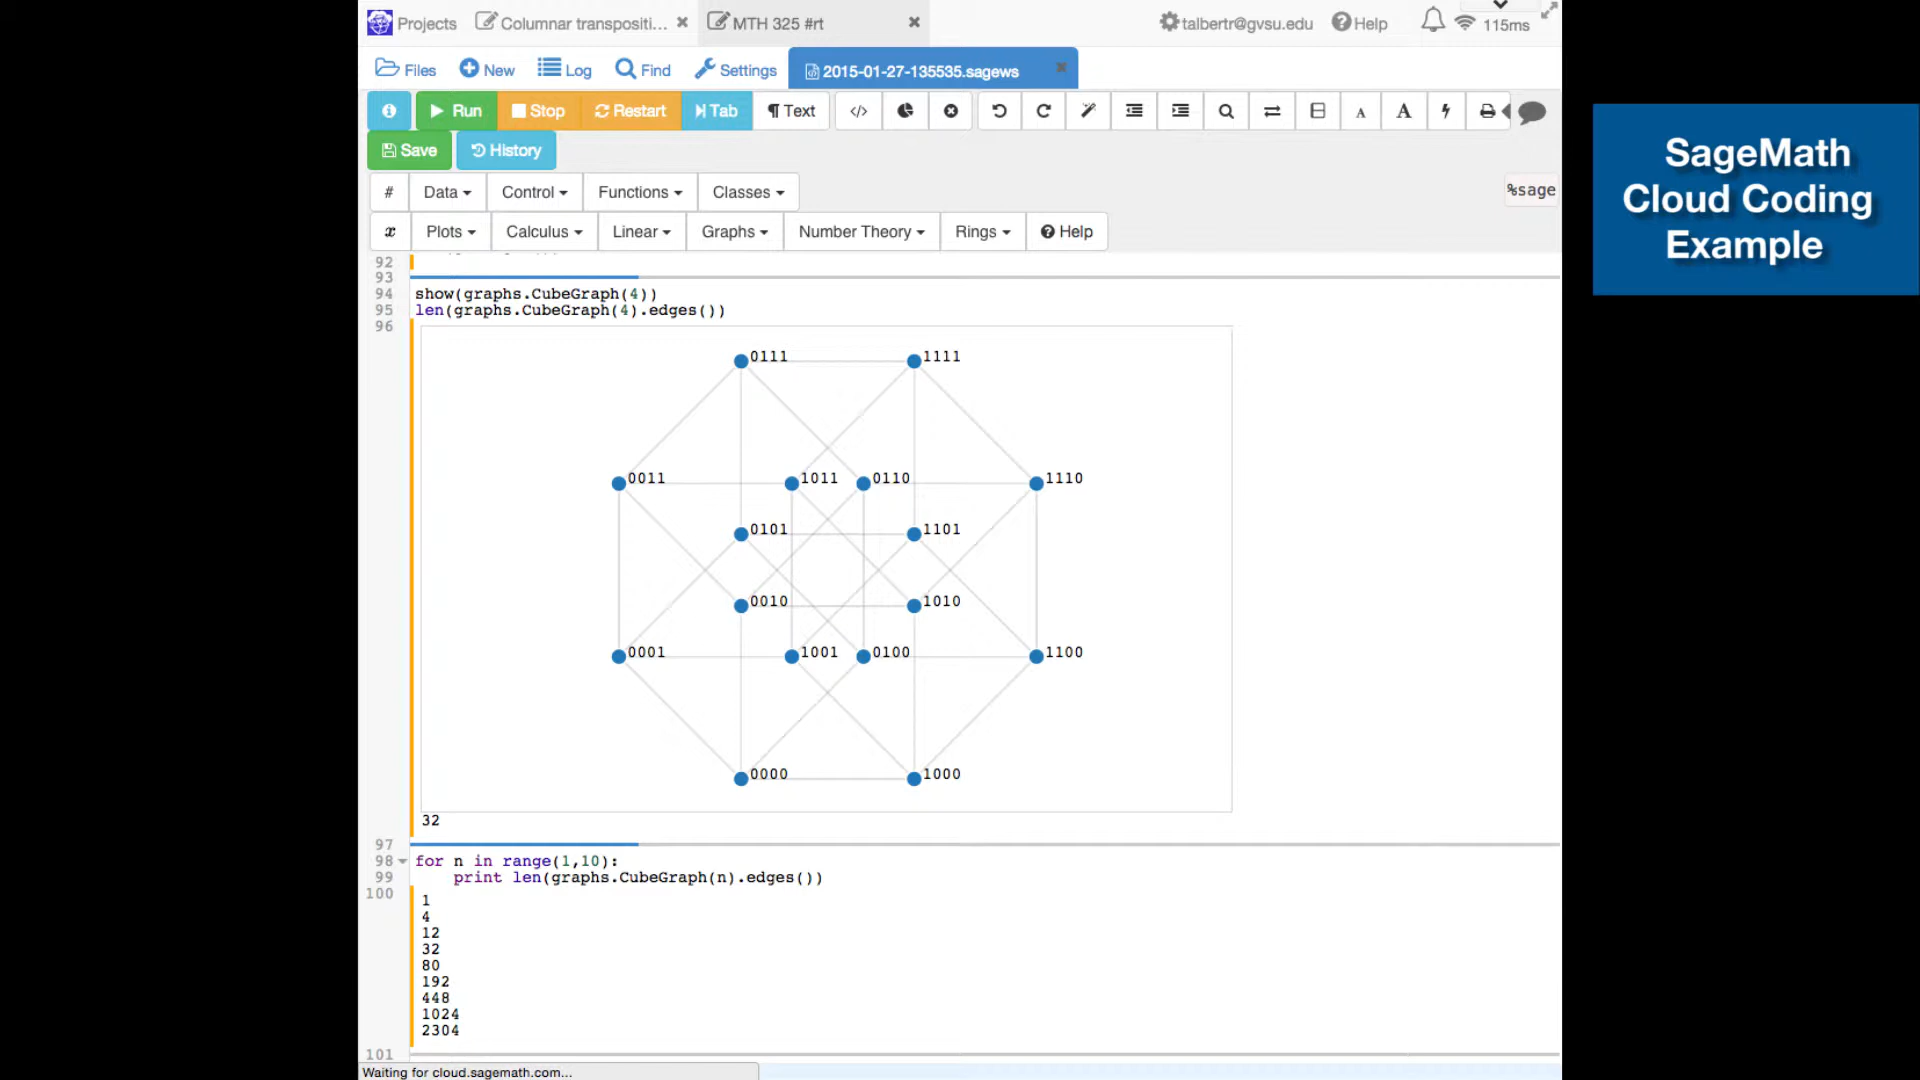 Projects Columnar transpositi... MTH 325 #rt talbertr@gvsu.edu Help 115ms
Files New Log Find Settings 2015-01-27-135535.sagews
Run Stop Restart Tab Text </> A A
Save History
# Data Control Functions Classes %sage
x Plots Calculus Linear Graphs Number Theory Rings Help
SageMath
Cloud Coding
Example
92
93
94 show(graphs.CubeGraph(4))
95 len(graphs.CubeGraph(4).edges())
96
0111 1111
0011 1011 0110 1110
0101 1101
0010 1010
0001 1001 0100 1100
0000 1000
32
97
98 for n in range(1,10):
99 print len(graphs.CubeGraph(n).edges())
100
1
4
12
32
80
192
448
1024
2304
101
Waiting for cloud.sagemath.com...